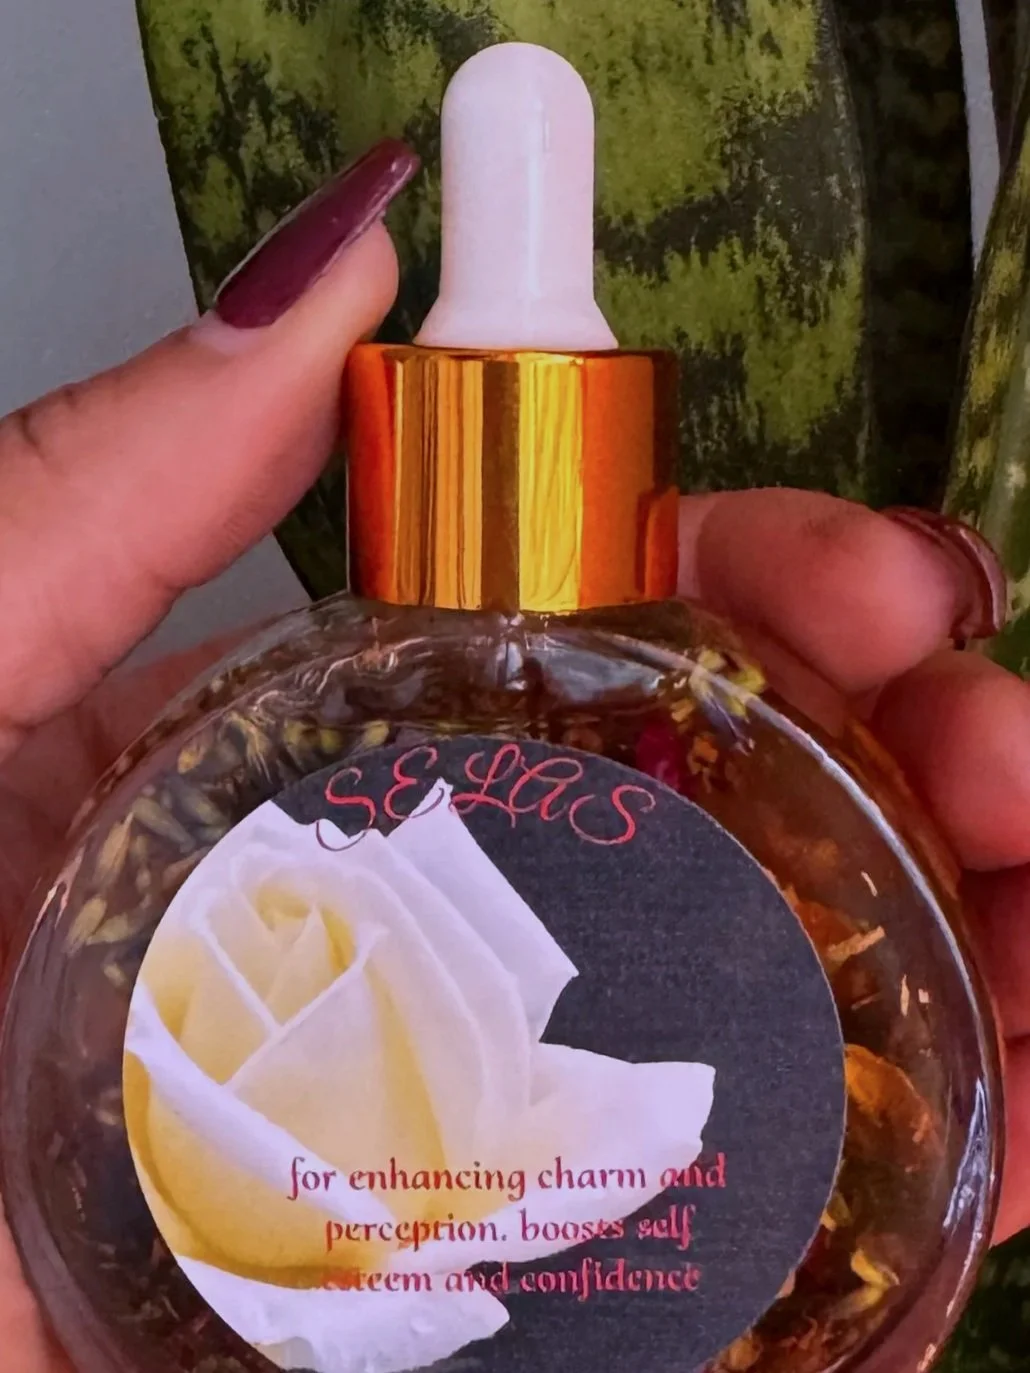 SELAS
for enhancing charm and
perception. boosts self
esteem and confidence